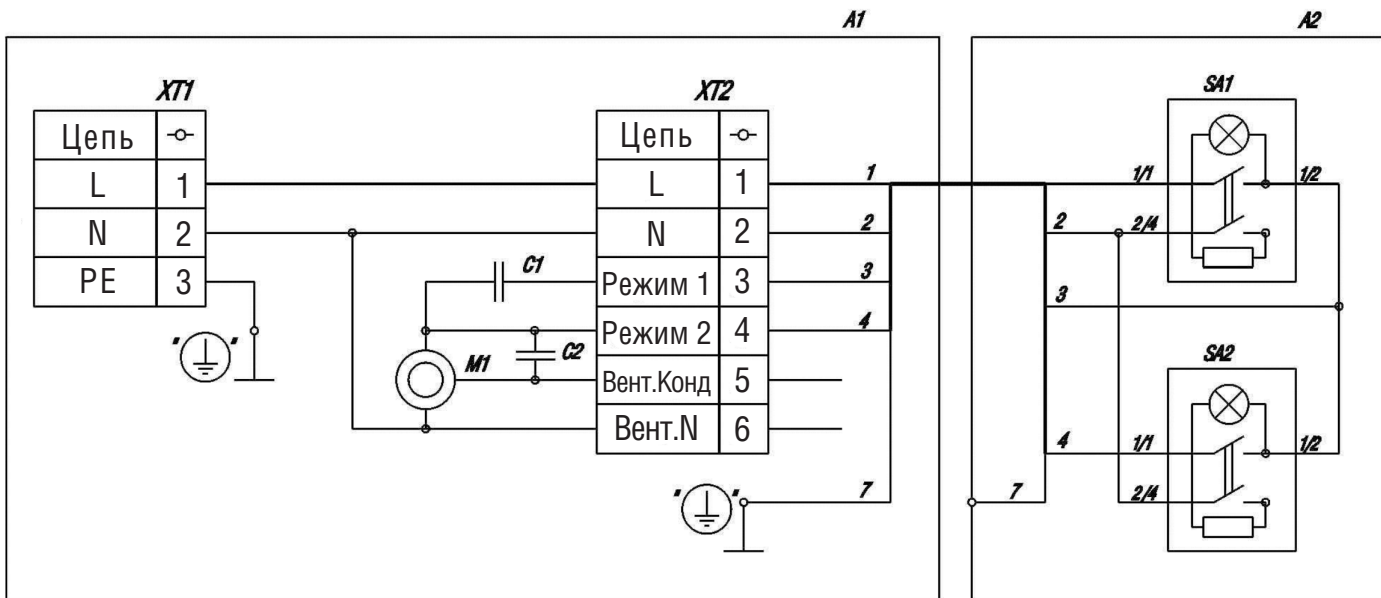 A1
A2
XT1
XT2
SA1
Цепь
L 1
N 2
PE 3
" "
C1
C2
M1
Цепь
L 1
N 2
Режим 1 3
Режим 2 4
Вент.Конд 5
Вент.N 6
1
2
3
4
7
" "
2
3
4
7
1/1
1/2
2/4
SA2
1/1
1/2
2/4